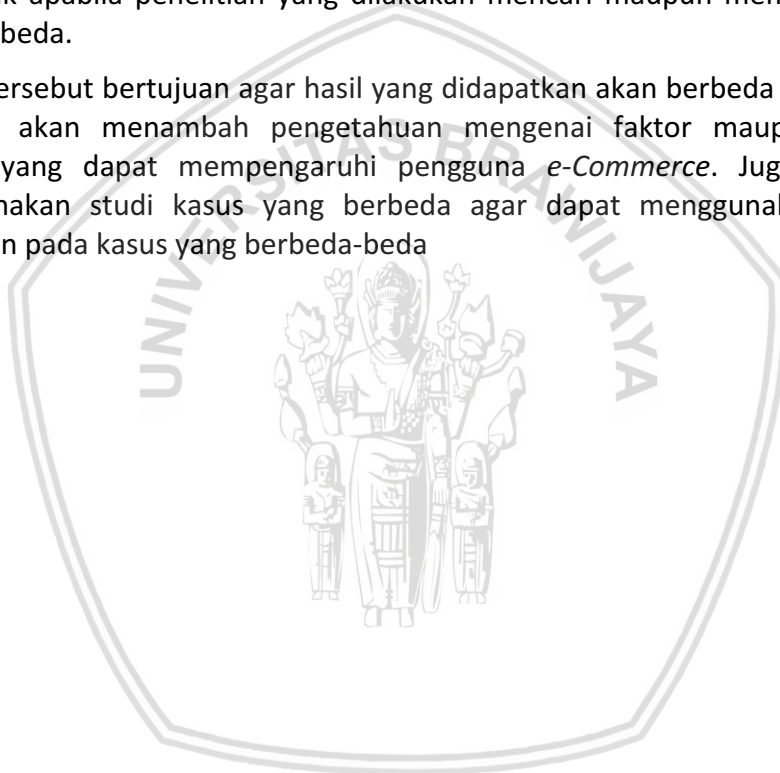 k apabila penelitian yang dilakukan mencari maupun men
beda.
ersebut bertujuan agar hasil yang didapatkan akan berbeda
akan menambah pengetahuan mengenai faktor maup
yang dapat mempengaruhi pengguna e-Commerce. Jug
nakan studi kasus yang berbeda agar dapat mengguna
n pada kasus yang berbeda-beda
UNIVERSITAS BRAWIJAYA